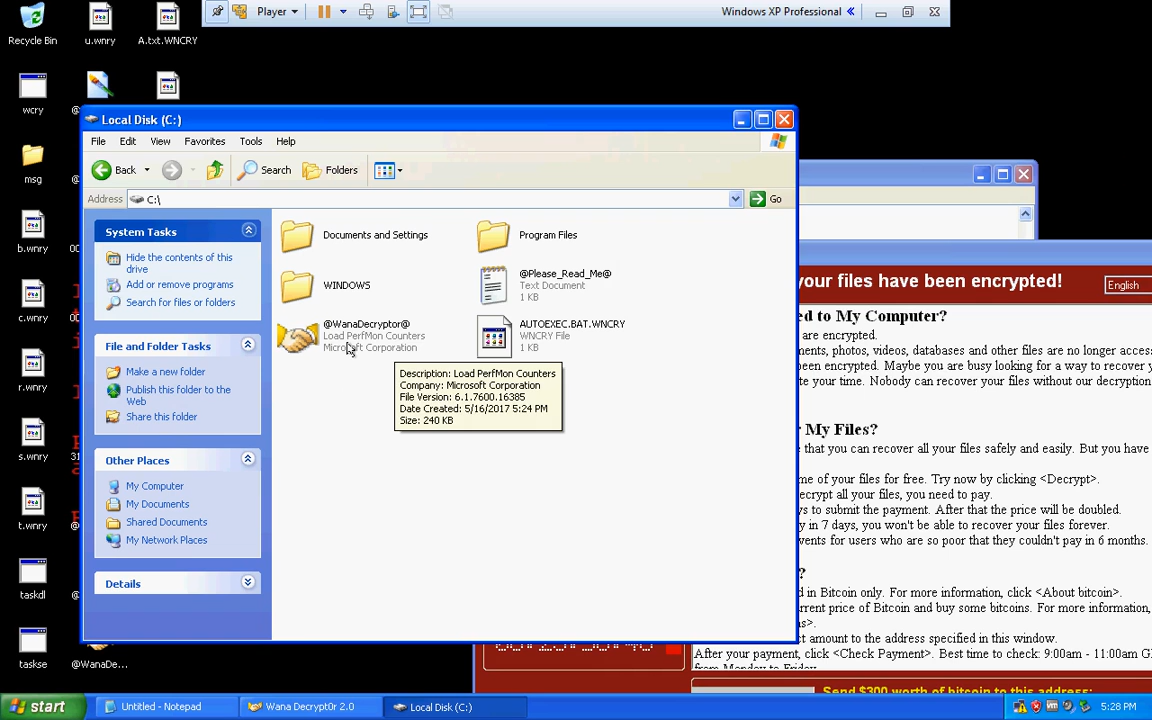 Player
Windows XP Professional
Recycle Bin
u.wnry
A.txt.WNCRY
wcry
msg
b.wnry
c.wnry
r.wnry
s.wnry
t.wnry
taskdl
taskse
@WanaDe...
Local Disk (C:)
File Edit View Favorites Tools Help
Back Search Folders
Address C:\ Go
System Tasks
Hide the contents of this
drive
Add or remove programs
Search for files or folders
File and Folder Tasks
Make a new folder
Publish this folder to the
Web
Share this folder
Other Places
My Computer
My Documents
Shared Documents
My Network Places
Details
Documents and Settings
Program Files
WINDOWS
@Please_Read_Me@
Text Document
1 KB
@WanaDecryptor@
Load PerfMon Counters
Microsoft Corporation
AUTOEXEC.BAT.WNCRY
WNCRY File
1 KB
Description: Load PerfMon Counters
Company: Microsoft Corporation
File Version: 6.1.7600.16385
Date Created: 5/16/2017 5:24 PM
Size: 240 KB
your files have been encrypted!
English
ed to My Computer?
are encrypted.
ments, photos, videos, databases and other files are no longer access
been encrypted. Maybe you are busy looking for a way to recover y
te your time. Nobody can recover your files without our decryption
r My Files?
e that you can recover all your files safely and easily. But you have
me of your files for free. Try now by clicking <Decrypt>.
ecrypt all your files, you need to pay.
ys to submit the payment. After that the price will be doubled.
y in 7 days, you won't be able to recover your files forever.
vents for users who are so poor that they couldn't pay in 6 months.
?
d in Bitcoin only. For more information, click <About bitcoin>.
urrent price of Bitcoin and buy some bitcoins. For more information,
s>.
ct amount to the address specified in this window.
After your payment, click <Check Payment>. Best time to check: 9:00am - 11:00am G
from Monday to Friday.
Send $300 worth of bitcoin to this address:
start
Untitled - Notepad
Wana Decrypt0r 2.0
Local Disk (C:)
5:28 PM